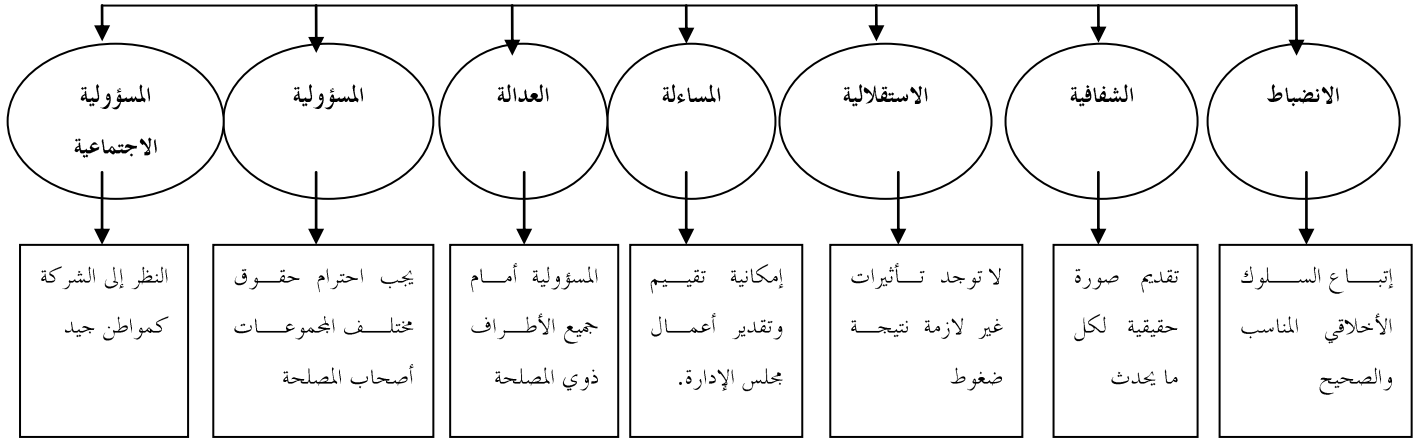 الانضباط
الشفافية
الاستقلالية
المساءلة
العدالة
المسؤولية
المسؤولية
الاجتماعية
إتباع السلوك
الأخلاقي المناسب
والصحيح
تقديم صورة
حقيقية لكل
ما يحدث
لا توجد تأثيرات
غير لازمة نتيجة
ضغوط
إمكانية تقييم
وتقدير أعمال
مجلس الإدارة.
المسؤولية أمام
جميع الأطراف
ذوي المصلحة
يجب احترام حقوق
مختلف المجموعات
أصحاب المصلحة
النظر إلى الشركة
كمواطن جيد